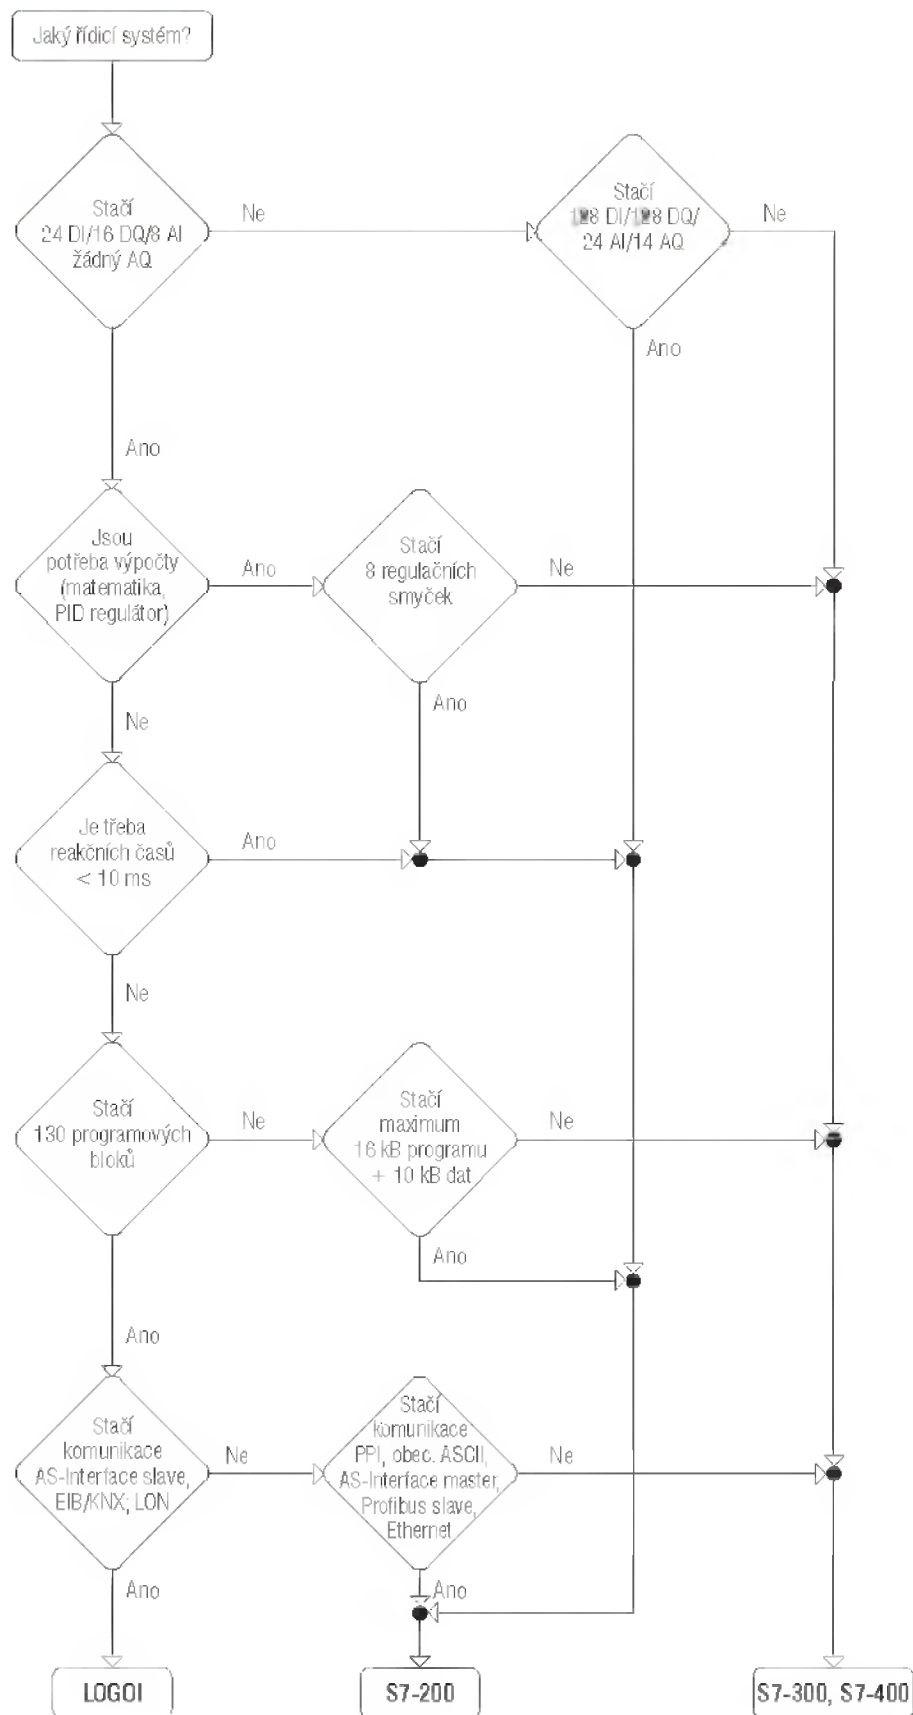 Jaký řídicí systém?
Stačí
24 DI/16 DQ/8 AI
žádný AQ
Ne
Stačí
DI/ DQ/
24 AI/14 AQ
Ne
Ano
Ano
Jsou
potřeba výpočty
(matematika,
PID regulátor)
Ano
Stačí
8 regulačních
smyček
Ne
Ano
Ne
Je třeba
reakčních časů
< 10 ms
Ano
Ne
Stačí
130 programových
bloků
Ne
Stačí
maximum
16 kB programu
+ 10 kB dat
Ne
Ano
Ano
Stačí
komunikace
AS-Interface slave,
EIB/KNX; LON
Ne
Stačí
komunikace
PPI, obec. ASCII,
AS-Interface master,
Profibus slave,
Ethernet
Ne
Ano
Ano
LOGO!
S7-200
S7-300, S7-400